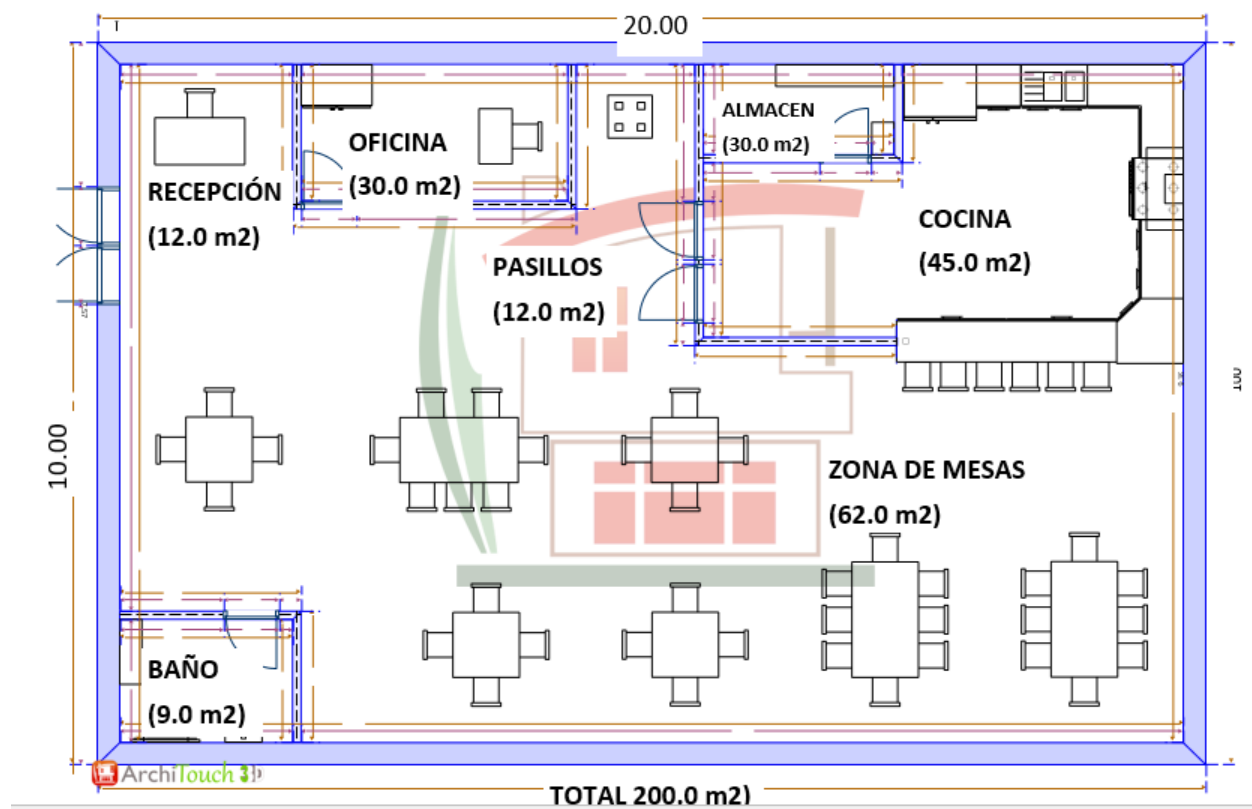 20.00
ALMACEN
(30.0 m2)
OFICINA
(30.0 m2)
RECEPCIÓN
(12.0 m2)
COCINA
(45.0 m2)
PASILLOS
(12.0 m2)
10.00
ZONA DE MESAS
(62.0 m2)
BAÑO
(9.0 m2)
ArchiTouch 3D
TOTAL 200.0 m2)